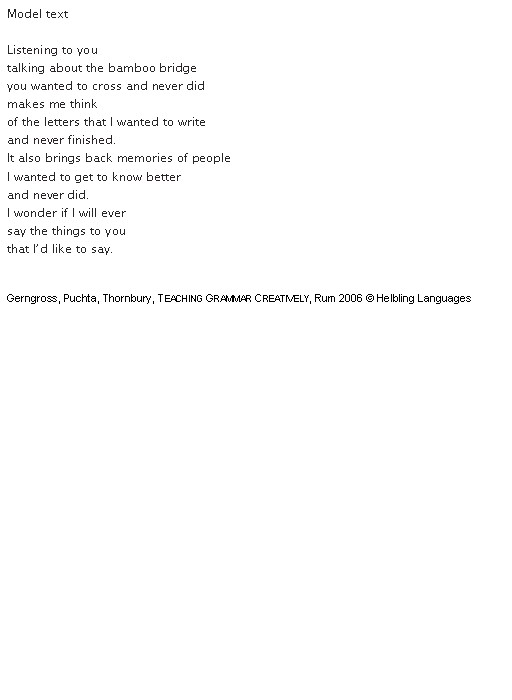 Model text
Listening to you
talking about the bamboo bridge
you wanted to cross and never did
makes me think
of the letters that I wanted to write
and never finished.
It also brings back memories of people
I wanted to get to know better
and never did.
I wonder if I will ever
say the things to you
that I'd like to say.
Gerngross, Puchta, Thornbury, TEACHING GRAMMAR CREATIVELY, Rum 2006 © Helbling Languages